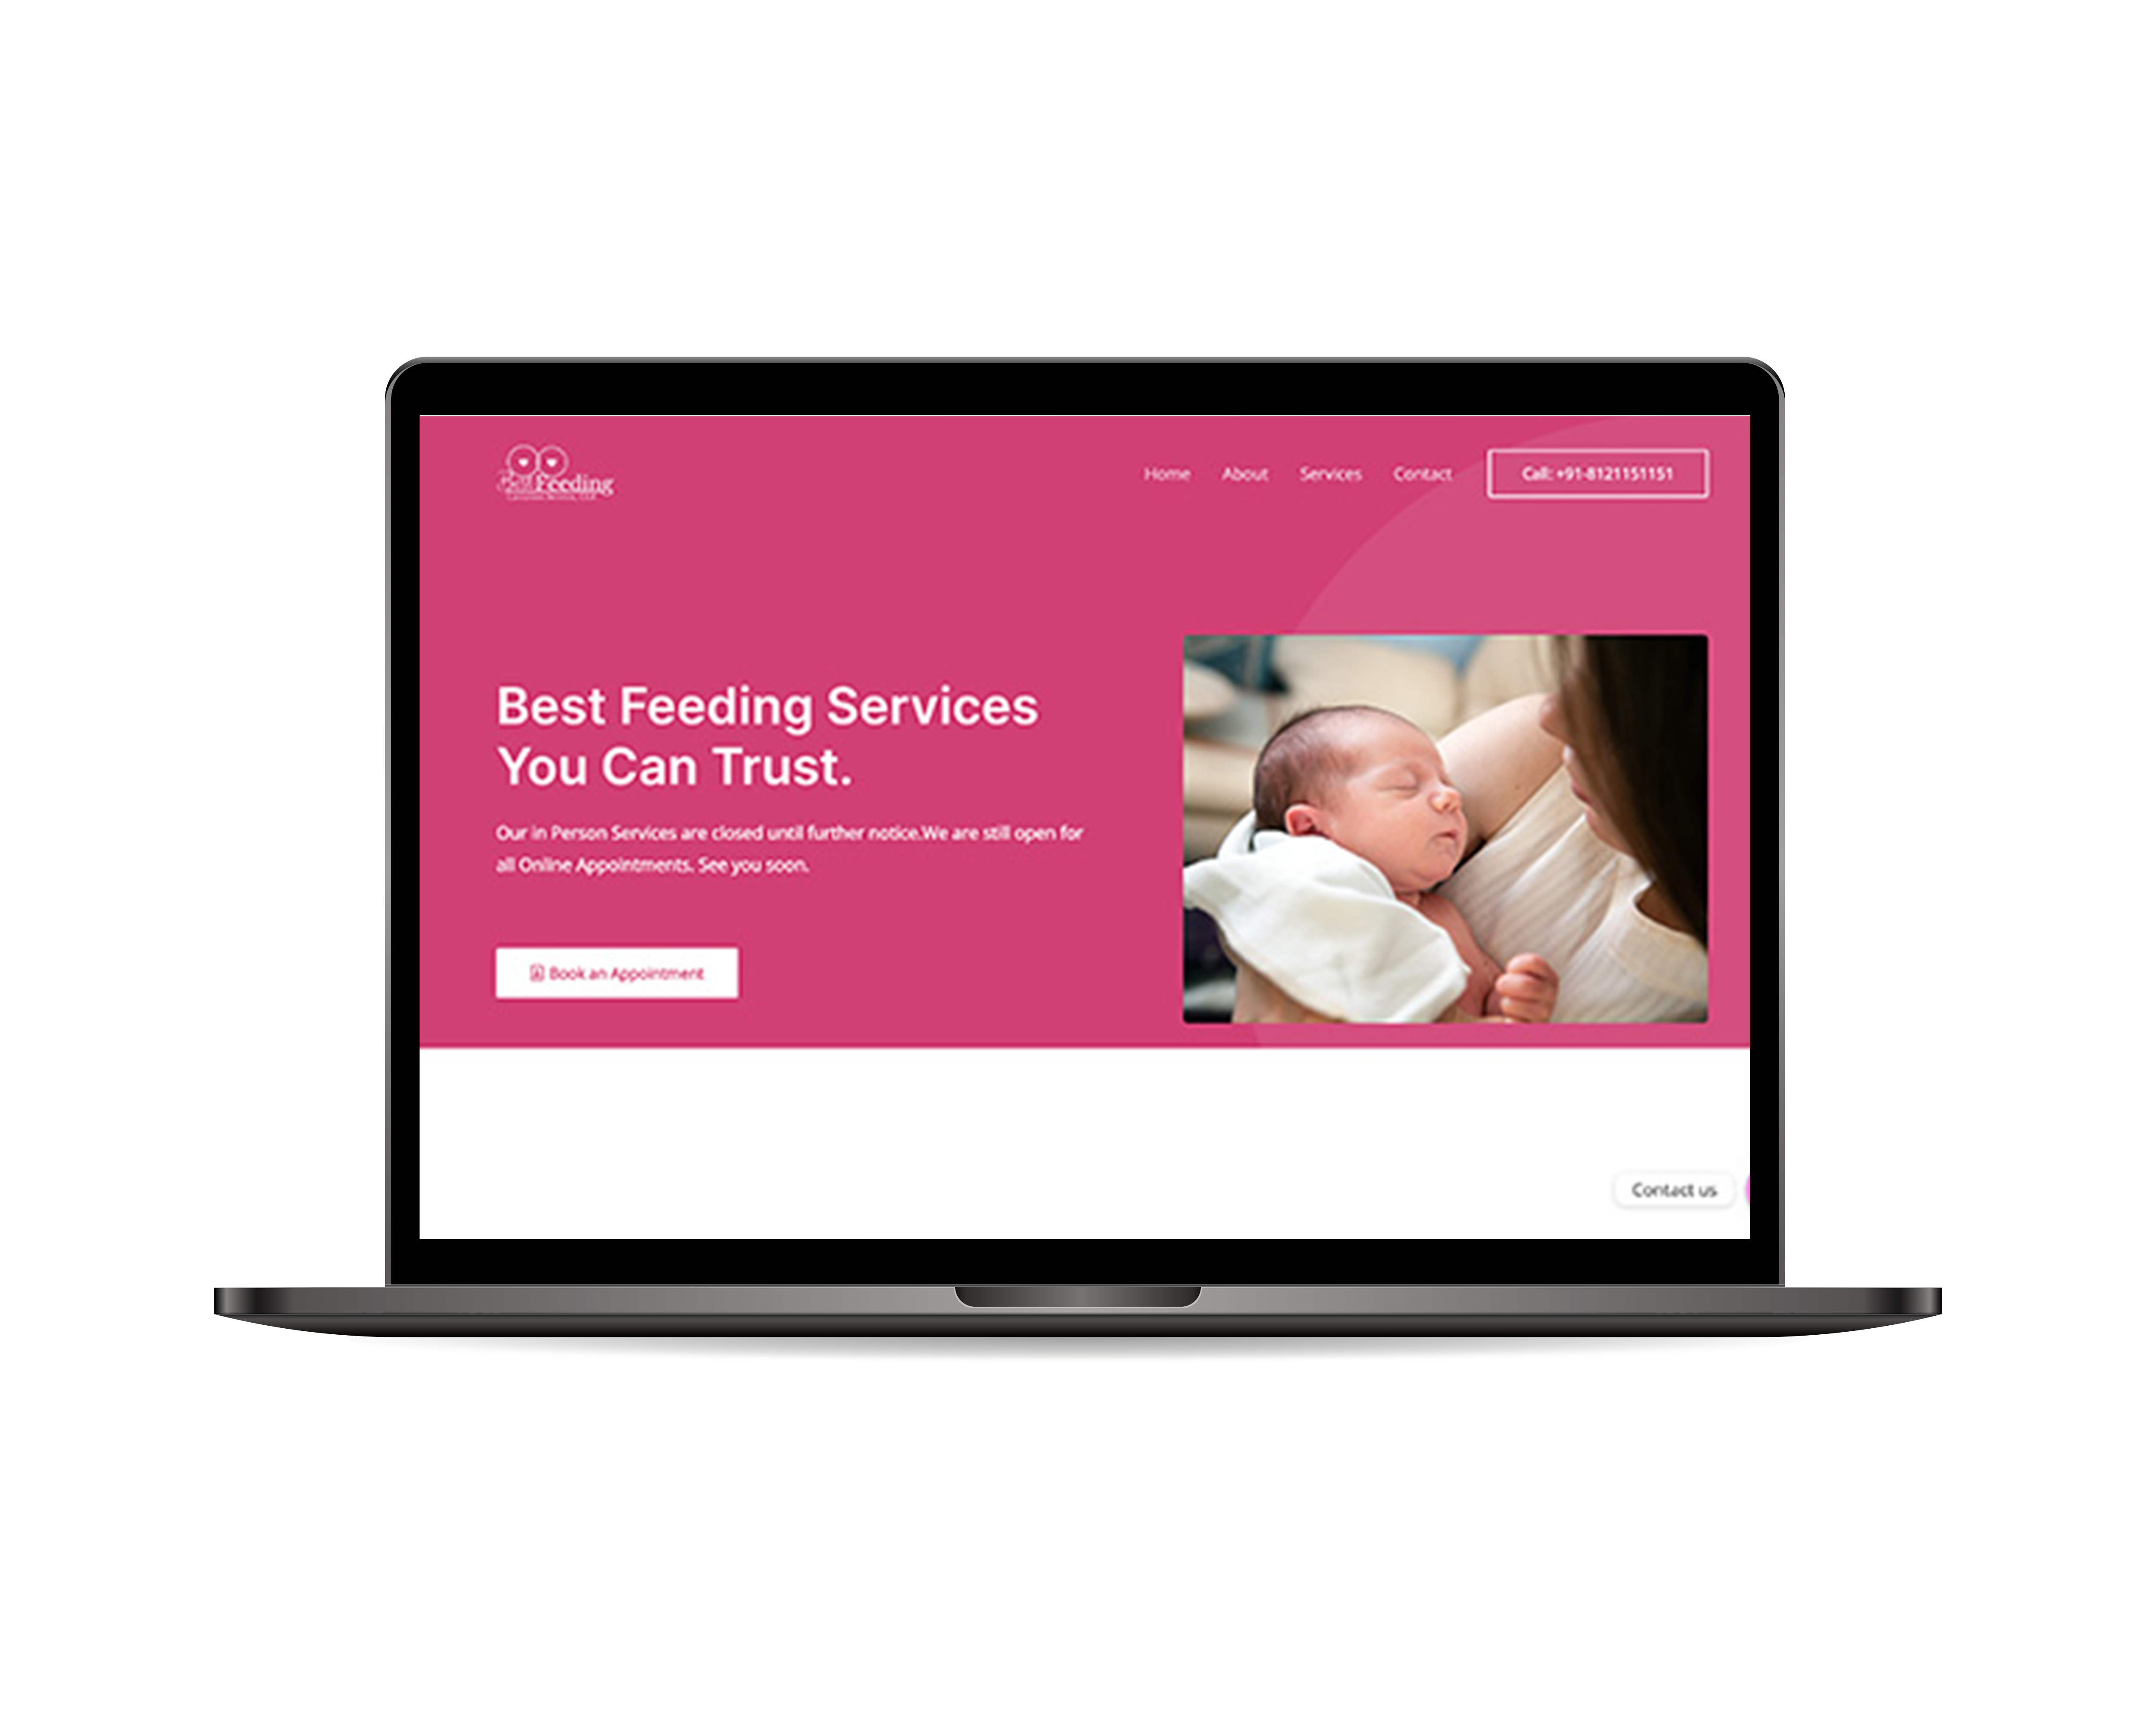 Feeding
Home About Services Contact Call: +91-8121151151
Best Feeding Services
You Can Trust.
Our in Person Services are closed until further notice.We are still open for
all Online Appointments. See you soon.
Book an Appointment
Contact us